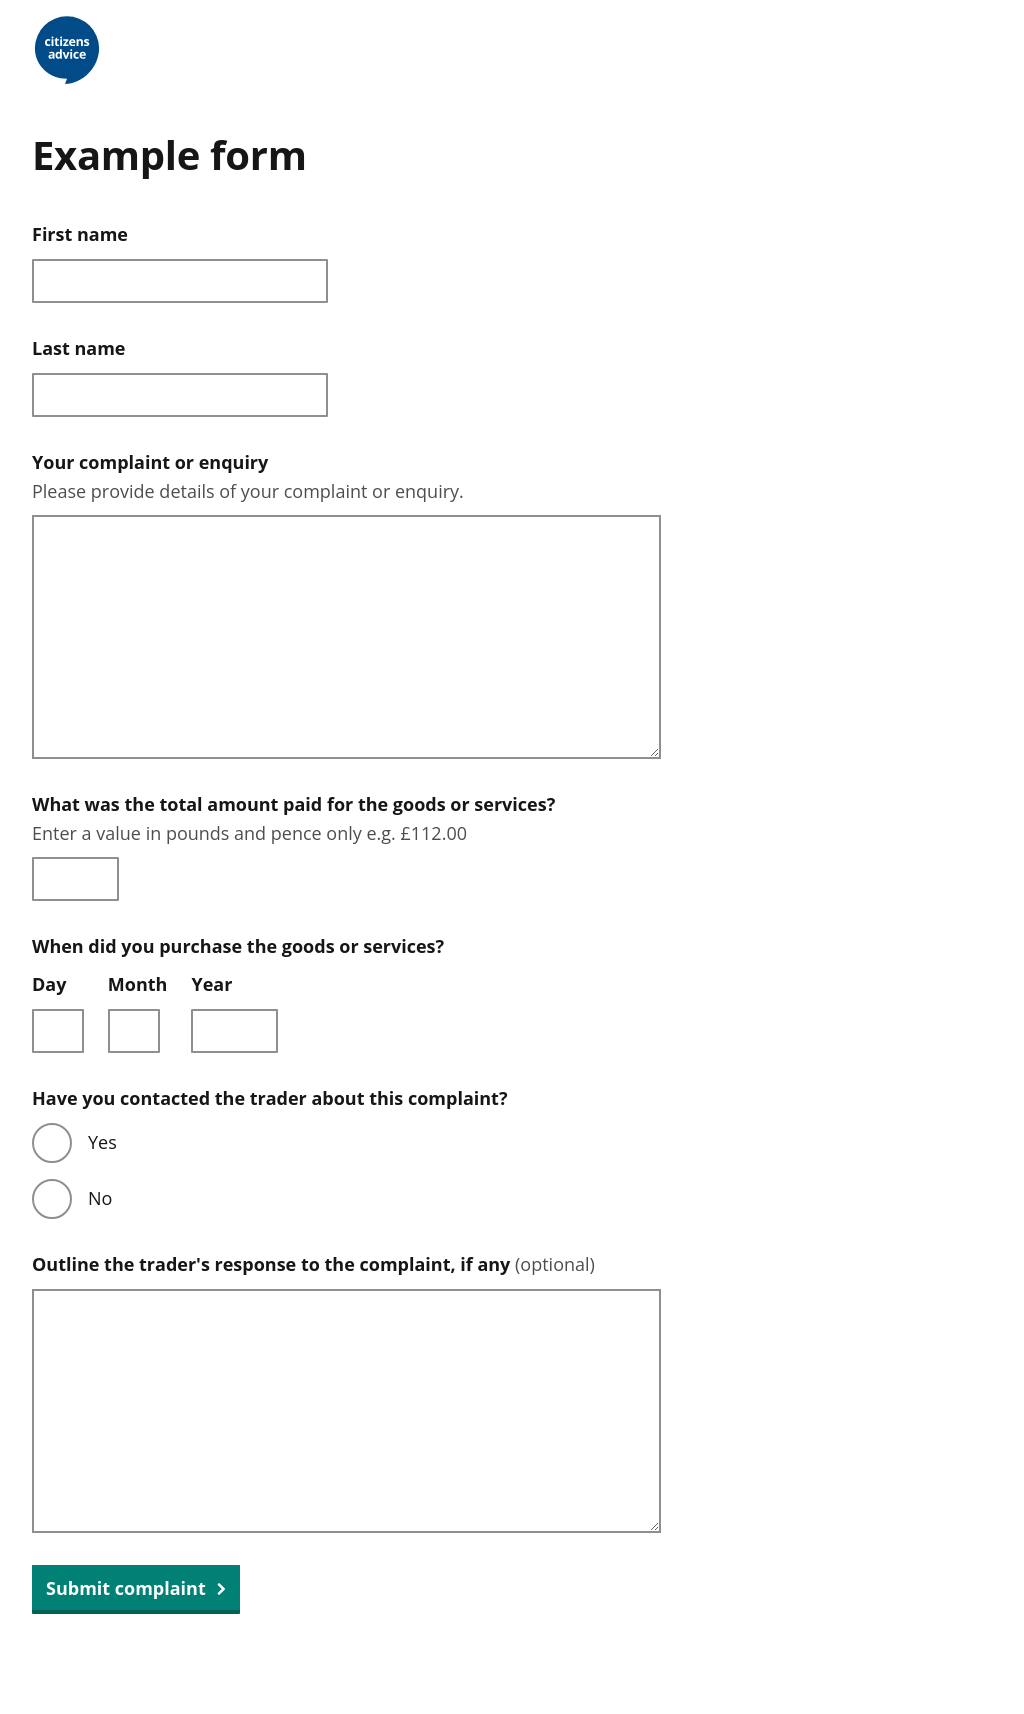 citizens
advice
Example form
First name
Last name
Your complaint or enquiry
Please provide details of your complaint or enquiry.
What was the total amount paid for the goods or services?
Enter a value in pounds and pence only e.g. £112.00
When did you purchase the goods or services?
Day Month Year
Have you contacted the trader about this complaint?
Yes
No
Outline the trader's response to the complaint, if any (optional)
Submit complaint